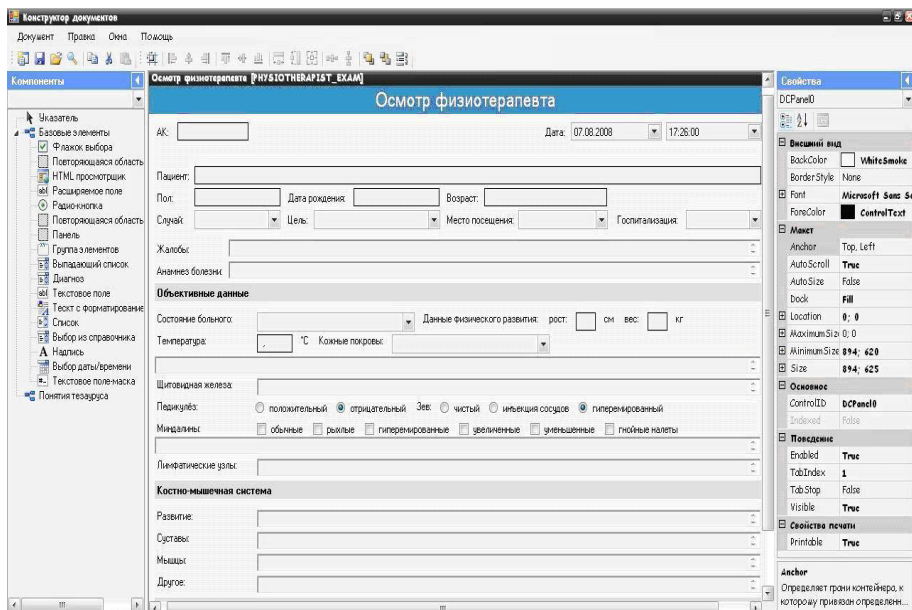 Конструктор документов
Документ Правка Окна Помощь
Компоненты
Указатель
Базовые элементы
Флажок выбора
Повторяющаяся область
HTML просмотрщик
Расширяемое поле
Радио-кнопка
Повторяющаяся область
Панель
Группа элементов
Выпадающий список
Диагноз
Текстовое поле
Тескт с форматирование
Список
Выбор из справочника
Надпись
Выбор даты/времени
Текстовое поле-маска
Понятия тезауруса
Осмотр физиотерапевта [PHYSIOTHERAPIST_EXAM]
Осмотр физиотерапевта
АК: Дата: 07.08.2008 17:26:00
Пациент:
Пол: Дата рождения: Возраст:
Случай: Цель: Место посещения: Госпитализация:
Жалобы:
Анамнез болезни:
Объективные данные
Состояние больного: Данные физического развития: рост: см вес: кг
Температура: , °C Кожные покровы:
Щитовидная железа:
Педикулёз: положительный отрицательный Зев: чистый инъекция сосудов гиперемированный
Миндалины: обычные рыхлые гиперемированные увеличенные уменьшенные гнойные налеты
Лимфатические узлы:
Костно-мышечная система
Развитие:
Суставы:
Мышцы:
Другое:
Свойства
DCPanel0
Внешний вид
BackColor WhiteSmoke
BorderStyle None
Font Microsoft Sans Se
ForeColor ControlText
Макет
Anchor Top, Left
AutoScroll True
AutoSize False
Dock Fill
Location 0; 0
MaximumSize 0; 0
MinimumSize 894; 620
Size 894; 625
Основное
ControlID DCPanel0
Indexed False
Поведение
Enabled True
TabIndex 1
TabStop False
Visible True
Свойства печати
Printable True
Anchor
Определяет грани контейнера, к
которому привязан определенн...